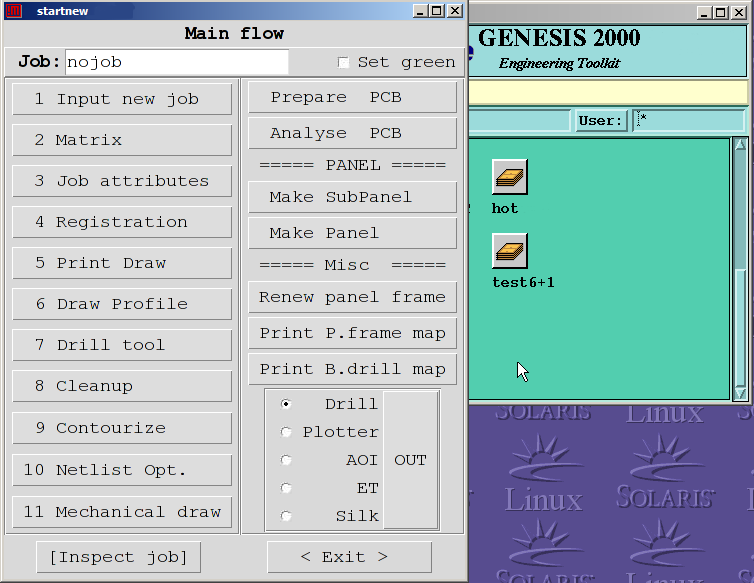 startnew
Main flow
Job: nojob
Set green
1 Input new job
2 Matrix
3 Job attributes
4 Registration
5 Print Draw
6 Draw Profile
7 Drill tool
8 Cleanup
9 Contourize
10 Netlist Opt.
11 Mechanical draw
Prepare PCB
Analyse PCB
===== PANEL =====
Make SubPanel
Make Panel
===== Misc =====
Renew panel frame
Print P.frame map
Print B.drill map
Drill
Plotter
AOI
ET
Silk
OUT
[Inspect job]
< Exit >
GENESIS 2000
Engineering Toolkit
User: *
hot
test6+1
SOLARIS
Linux
Linux
SOLARIS
SOLARIS
Linux